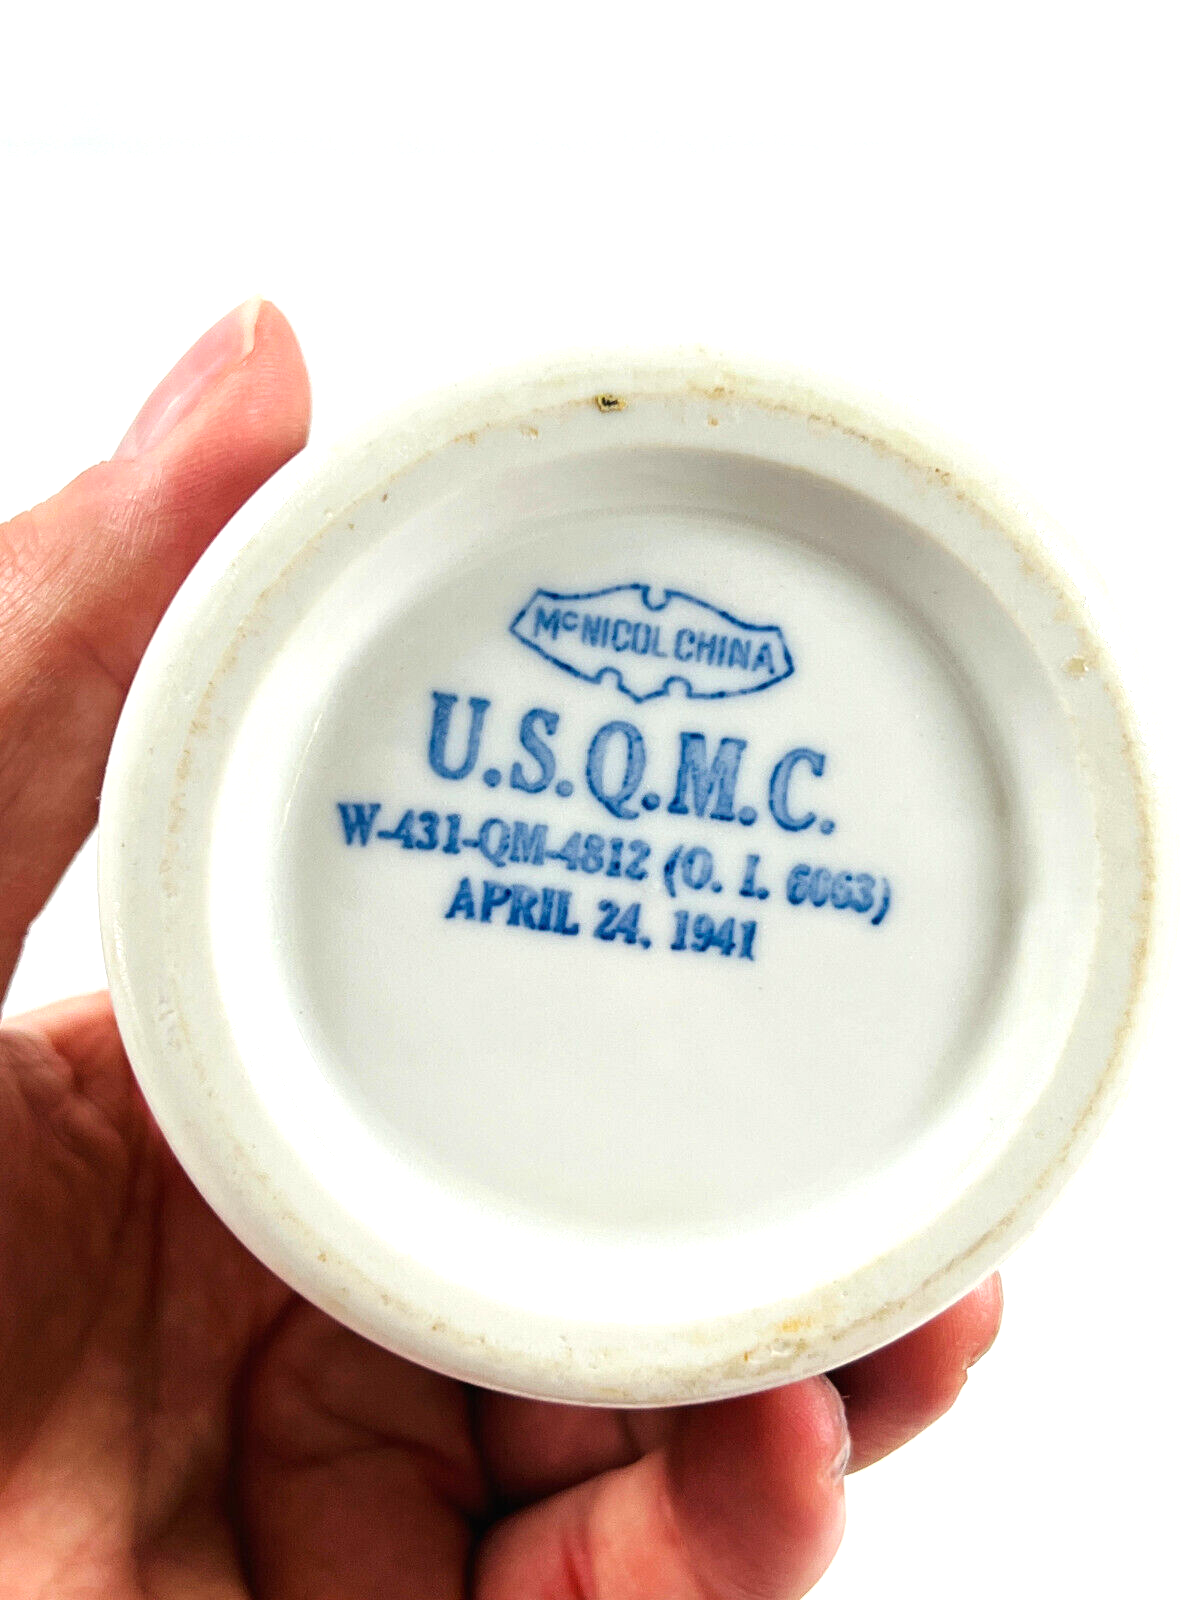 McNICOL CHINA
U.S.Q.M.C.
W-431-QM-4812 (O. I. 6063)
APRIL 24, 1941